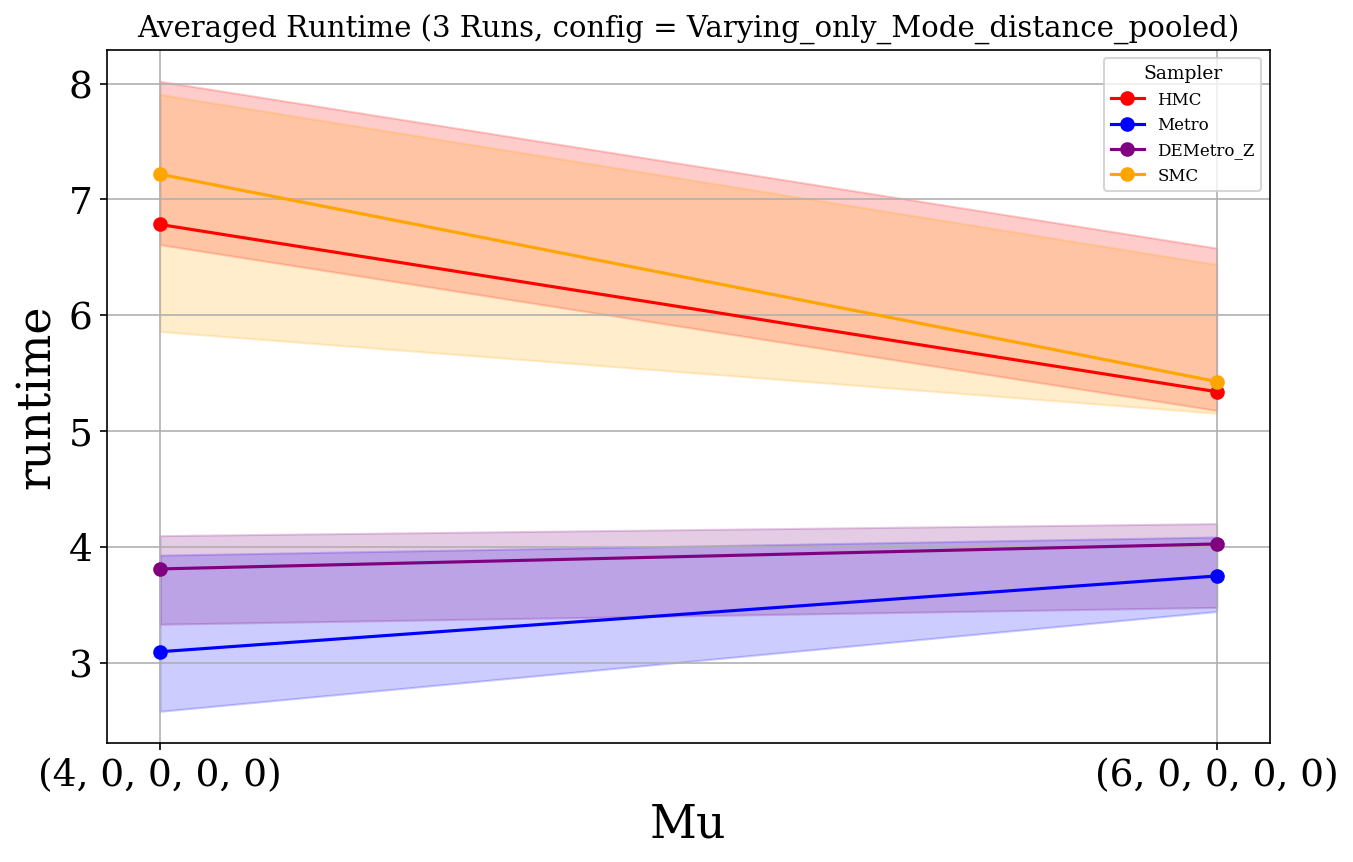 Averaged Runtime (3 Runs, config = Varying_only_Mode_distance_pooled)
Sampler
HMC
Metro
DEMetro_Z
SMC
runtime
8
7
6
5
4
3
(4, 0, 0, 0, 0)
(6, 0, 0, 0, 0)
Mu